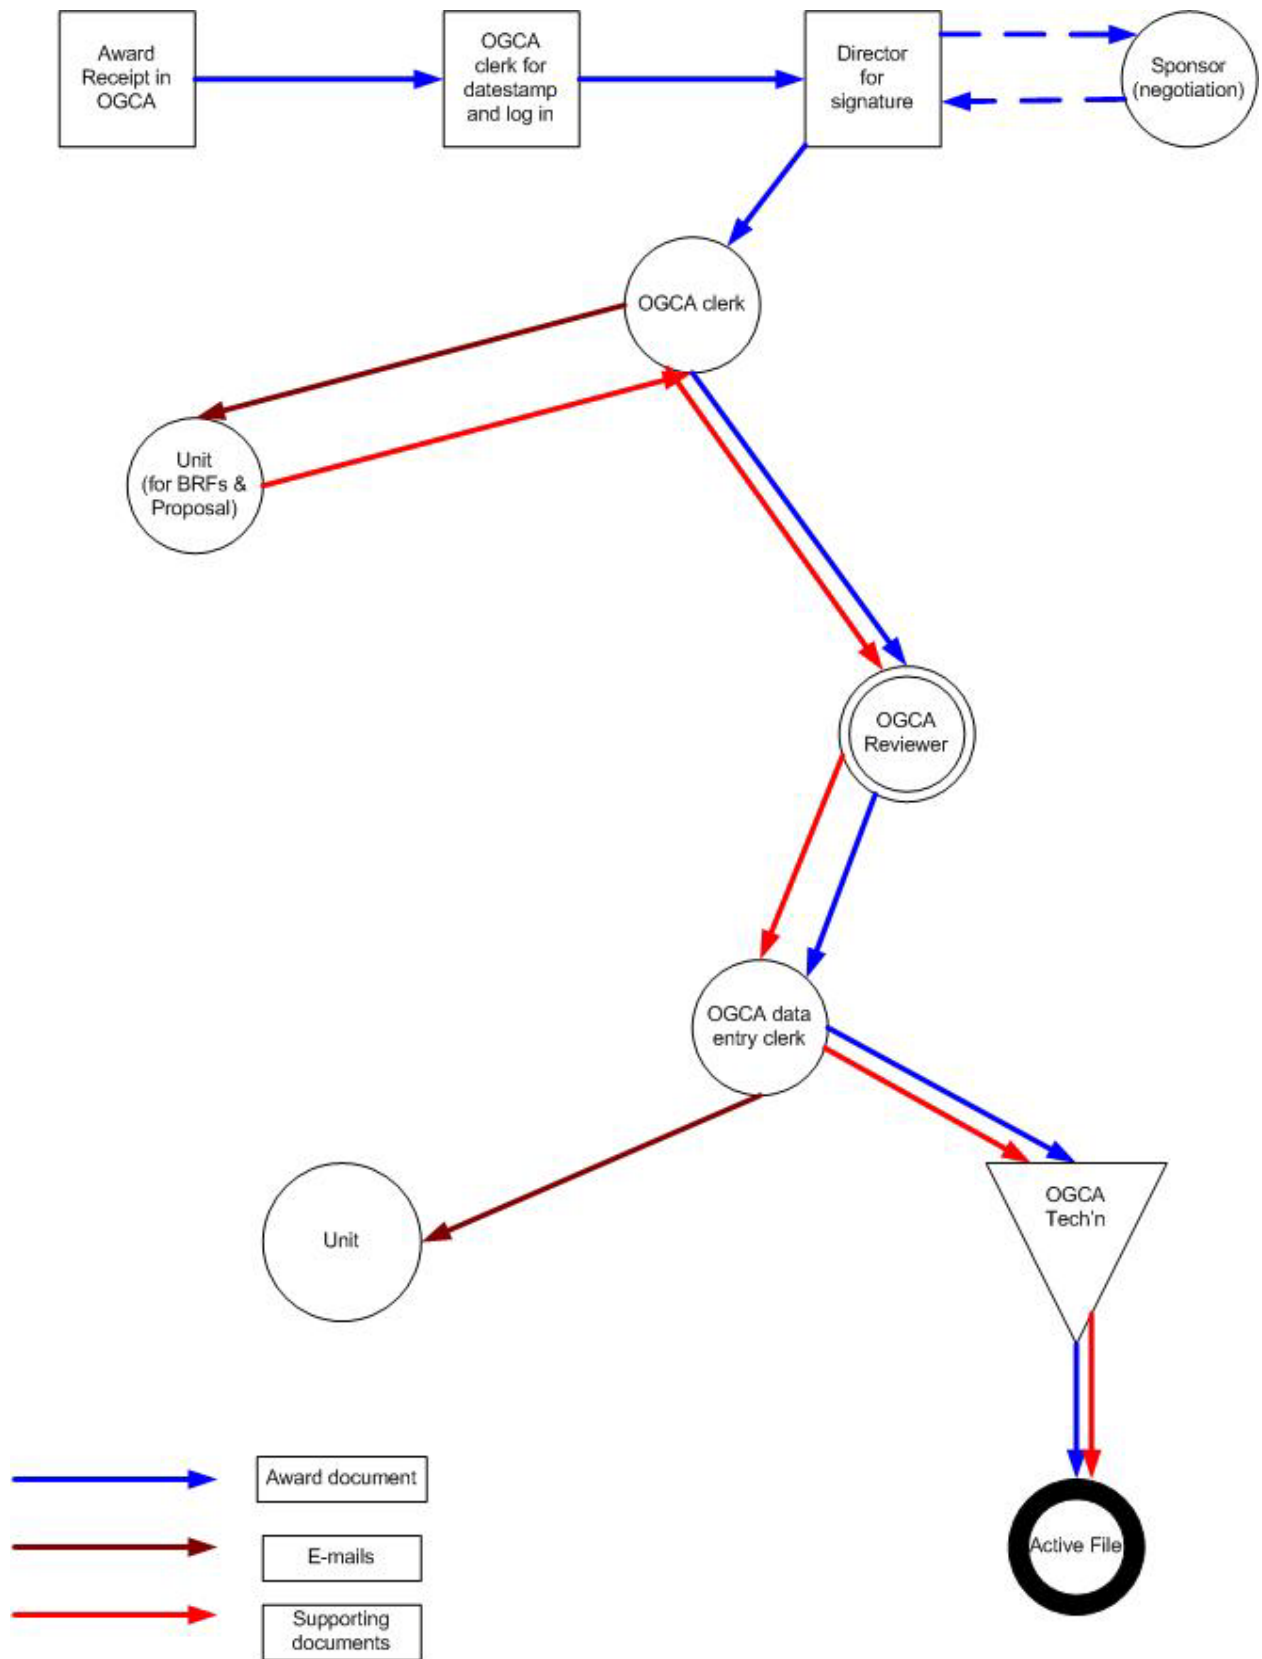 Award
Receipt in
OGCA
OGCA
clerk for
datestamp
and log in
Director
for
signature
Sponsor
(negotiation)
OGCA clerk
Unit
(for BRFs &
Proposal)
OGCA
Reviewer
OGCA data
entry clerk
Unit
OGCA
Tech'n
Active File
Award document
E-mails
Supporting
documents